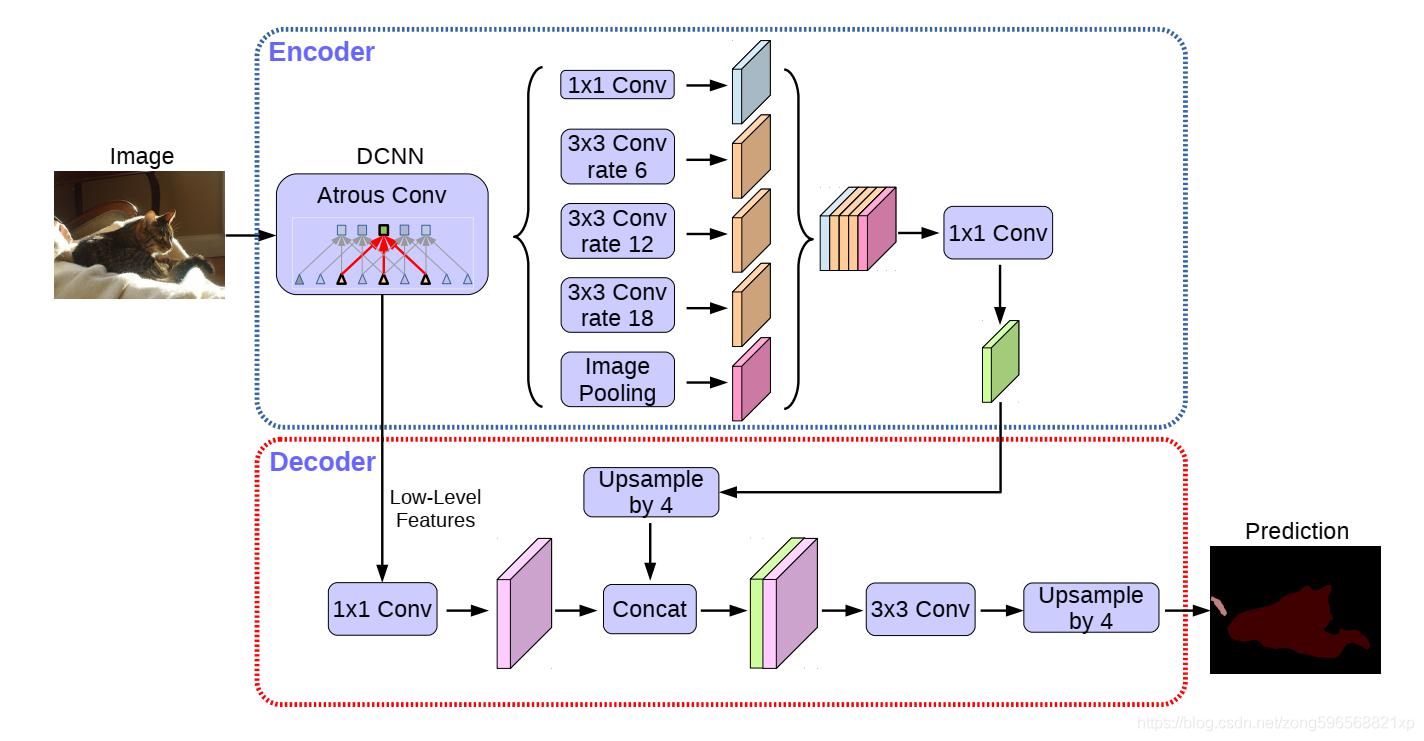 Encoder
Image
DCNN
Atrous Conv
1x1 Conv
3x3 Conv
rate 6
3x3 Conv
rate 12
3x3 Conv
rate 18
Image
Pooling
1x1 Conv
Decoder
Low-Level
Features
Upsample
by 4
1x1 Conv
Concat
3x3 Conv
Upsample
by 4
Prediction
https://blog.csdn.net/zong596568821xp